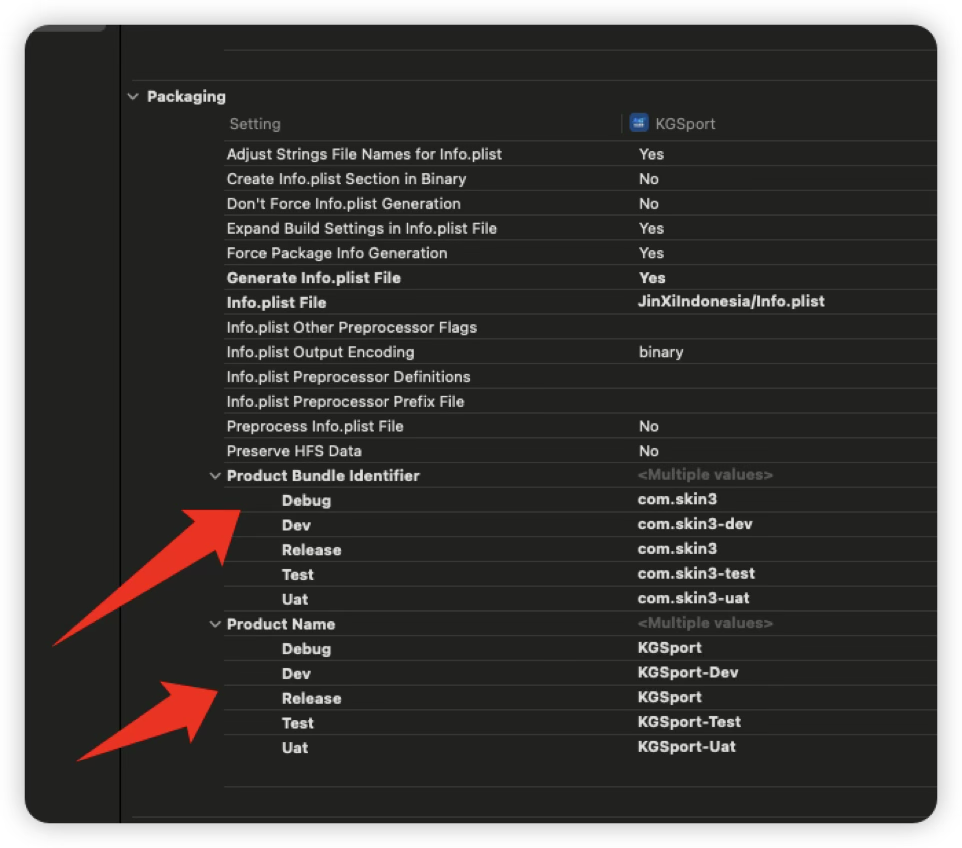 Packaging
Setting KGSport
Adjust Strings File Names for Info.plist Yes
Create Info.plist Section in Binary No
Don't Force Info.plist Generation No
Expand Build Settings in Info.plist File Yes
Force Package Info Generation Yes
Generate Info.plist File Yes
Info.plist File JinXiIndonesia/Info.plist
Info.plist Other Preprocessor Flags
Info.plist Output Encoding binary
Info.plist Preprocessor Definitions
Info.plist Preprocessor Prefix File
Preprocess Info.plist File No
Preserve HFS Data No
Product Bundle Identifier <Multiple values>
Debug com.skin3
Dev com.skin3-dev
Release com.skin3
Test com.skin3-test
Uat com.skin3-uat
Product Name <Multiple values>
Debug KGSport
Dev KGSport-Dev
Release KGSport
Test KGSport-Test
Uat KGSport-Uat